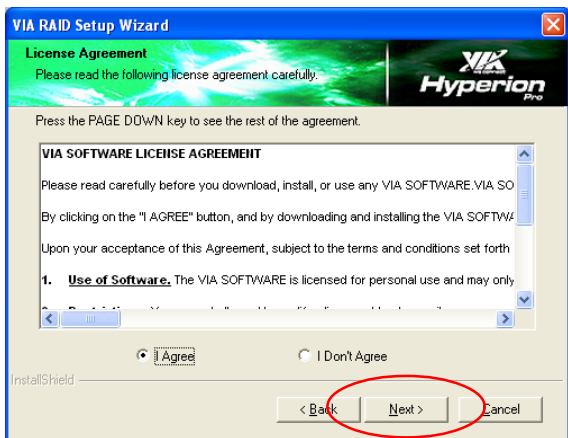 VIA RAID Setup Wizard
License Agreement
Please read the following license agreement carefully.
VIA
Hyperion
Pro
Press the PAGE DOWN key to see the rest of the agreement.
VIA SOFTWARE LICENSE AGREEMENT
Please read carefully before you download, install, or use any VIA SOFTWARE.VIA SO
By clicking on the "I AGREE" button, and by downloading and installing the VIA SOFTWA
Upon your acceptance of this Agreement, subject to the terms and conditions set forth
1. Use of Software. The VIA SOFTWARE is licensed for personal use and may only
I Agree
I Don't Agree
InstallShield
< Back
Next >
Cancel